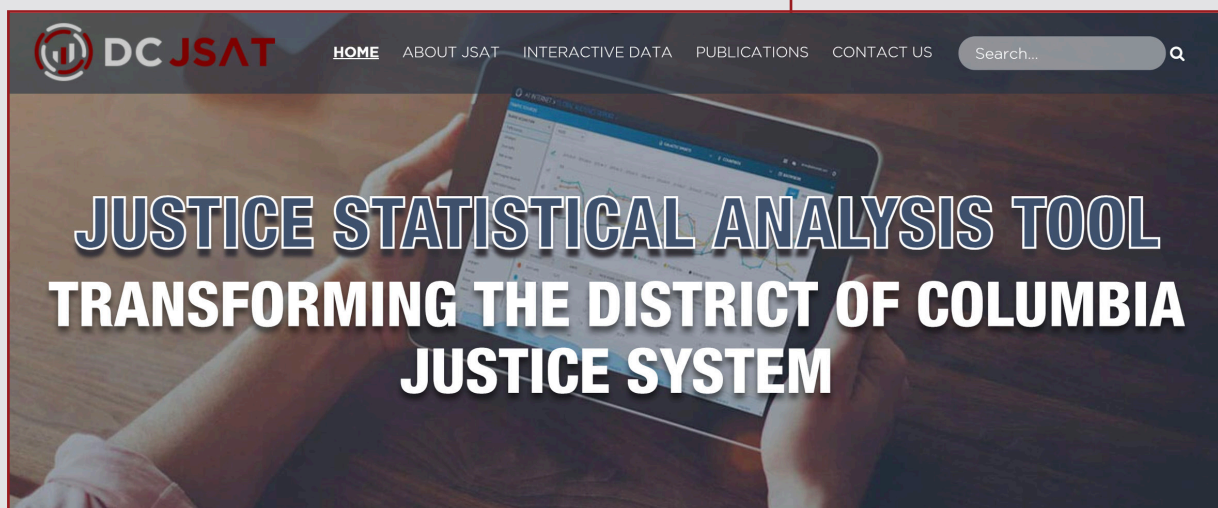 DC JSAT
HOME ABOUT JSAT INTERACTIVE DATA PUBLICATIONS CONTACT US Search...
JUSTICE STATISTICAL ANALYSIS TOOL
TRANSFORMING THE DISTRICT OF COLUMBIA
JUSTICE SYSTEM